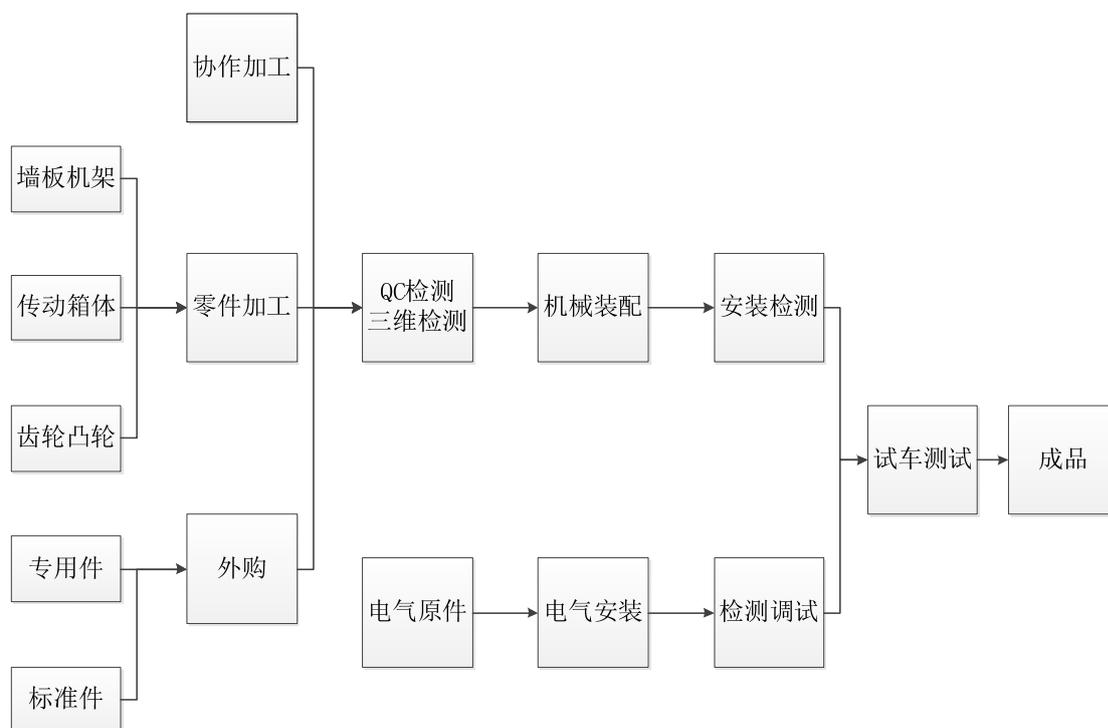 协作加工
墙板机架
传动箱体
零件加工
QC检测
三维检测
机械装配
安装检测
齿轮凸轮
试车测试
成品
专用件
外购
电气原件
电气安装
检测调试
标准件